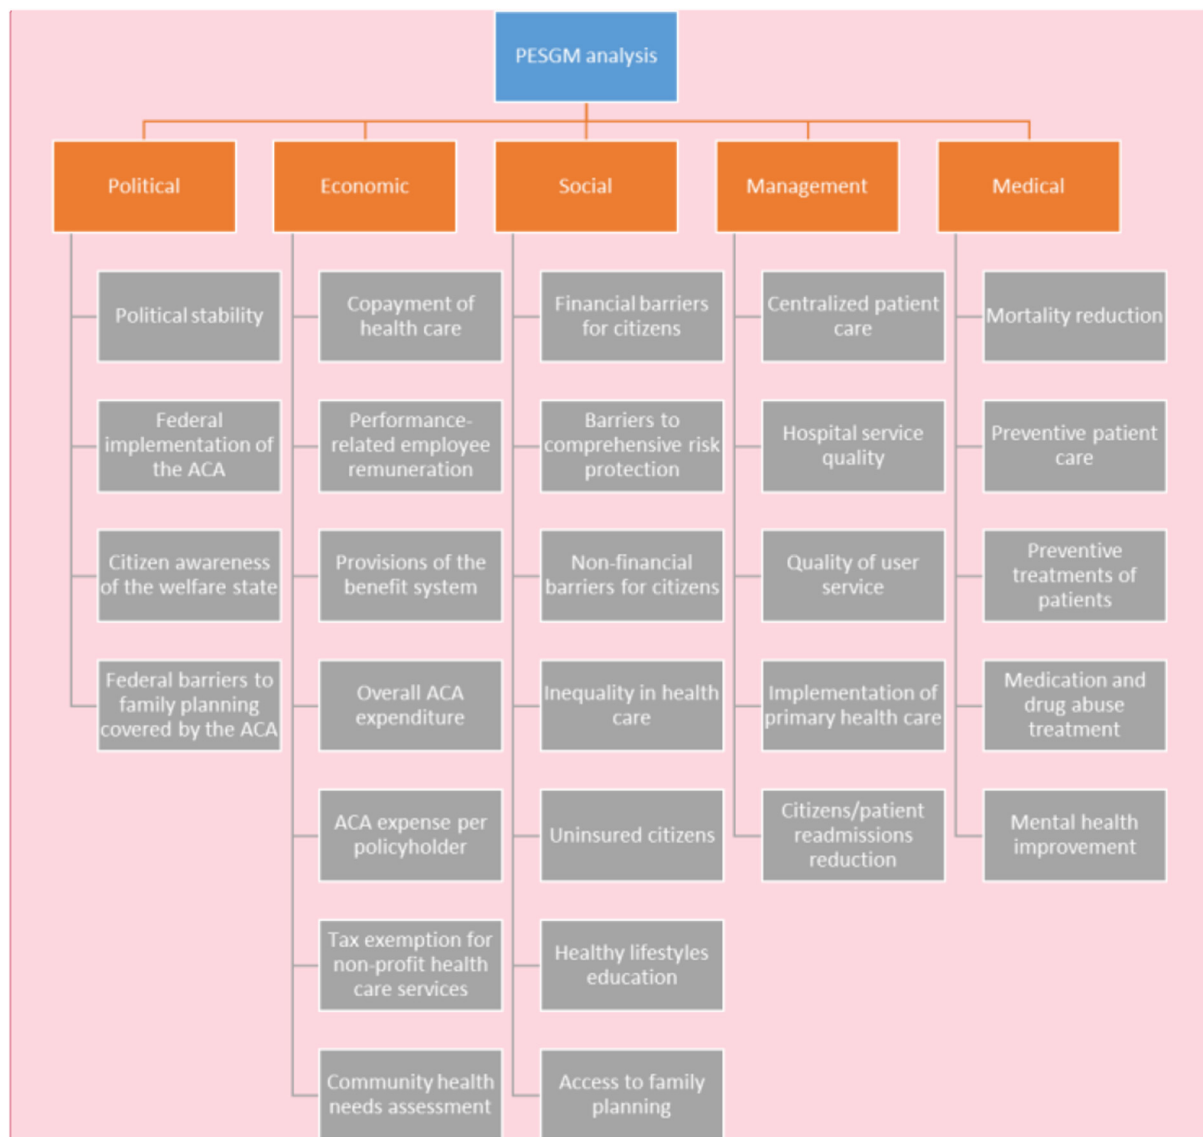 PESGM analysis
Political
Economic
Social
Management
Medical
Political stability
Federal
implementation of
the ACA
Citizen awareness
of the welfare state
Federal barriers to
family planning
covered by the ACA
Copayment of
health care
Performance-
related employee
remuneration
Provisions of the
benefit system
Overall ACA
expenditure
ACA expense per
policyholder
Tax exemption for
non-profit health
care services
Community health
needs assessment
Financial barriers
for citizens
Barriers to
comprehensive risk
protection
Non-financial
barriers for citizens
Inequality in health
care
Uninsured citizens
Healthy lifestyles
education
Access to family
planning
Centralized patient
care
Hospital service
quality
Quality of user
service
Implementation of
primary health care
Citizens/patient
readmissions
reduction
Mortality reduction
Preventive patient
care
Preventive
treatments of
patients
Medication and
drug abuse
treatment
Mental health
improvement